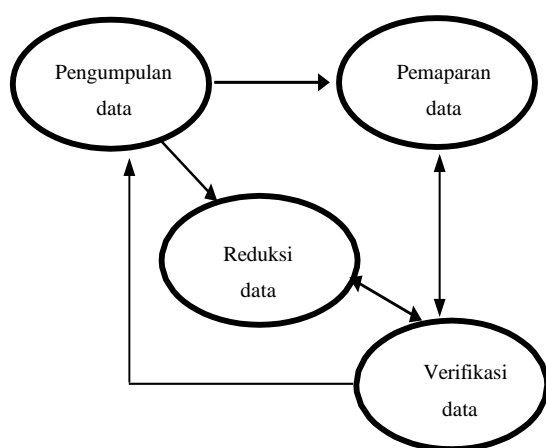 Pengumpulan
data
Pemaparan
data
Reduksi
data
Verifikasi
data